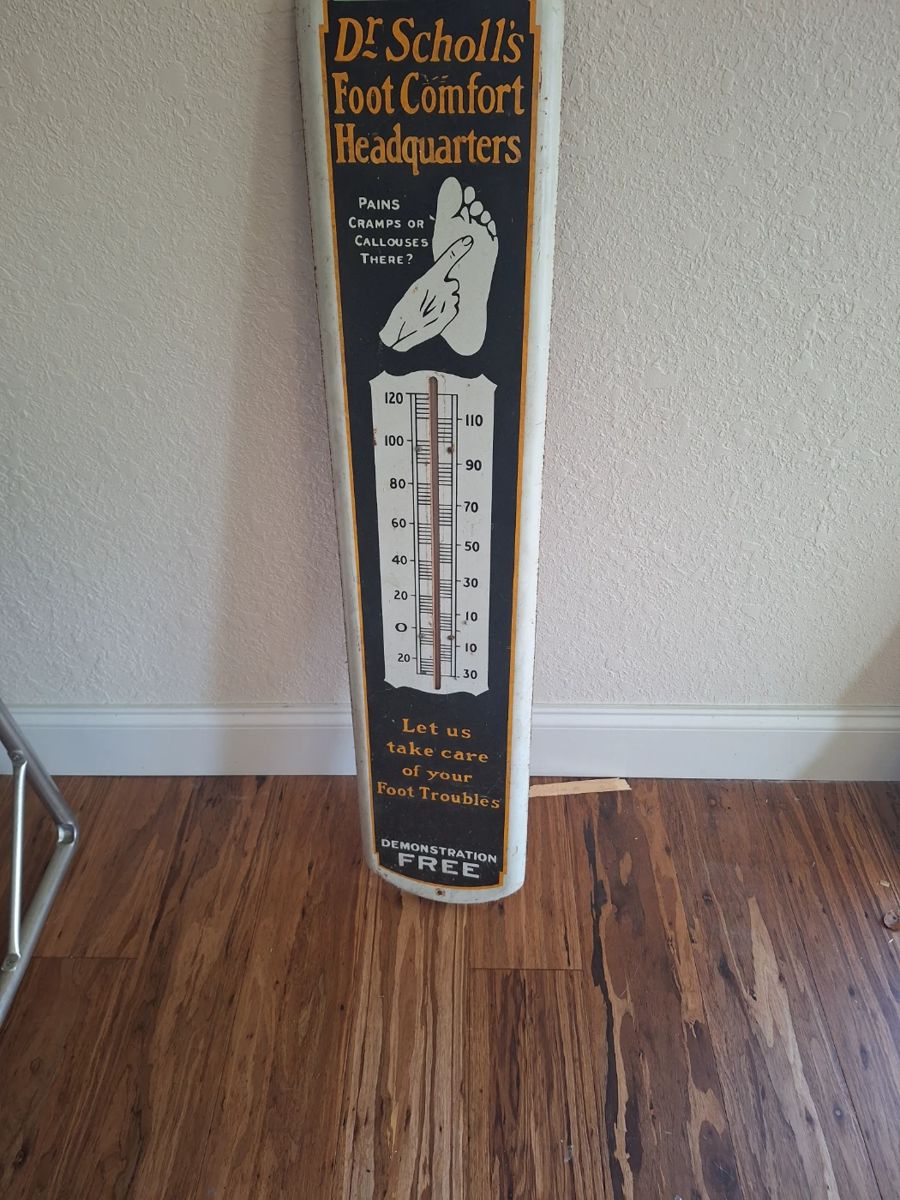 Dr Scholl's
Foot Comfort
Headquarters
PAINS
CRAMPS OR
CALLOUSES
THERE?
120
110
100
90
80
70
60
50
40
30
20
10
0
10
20
30
Let us
take care
of your
Foot Troubles
DEMONSTRATION
FREE